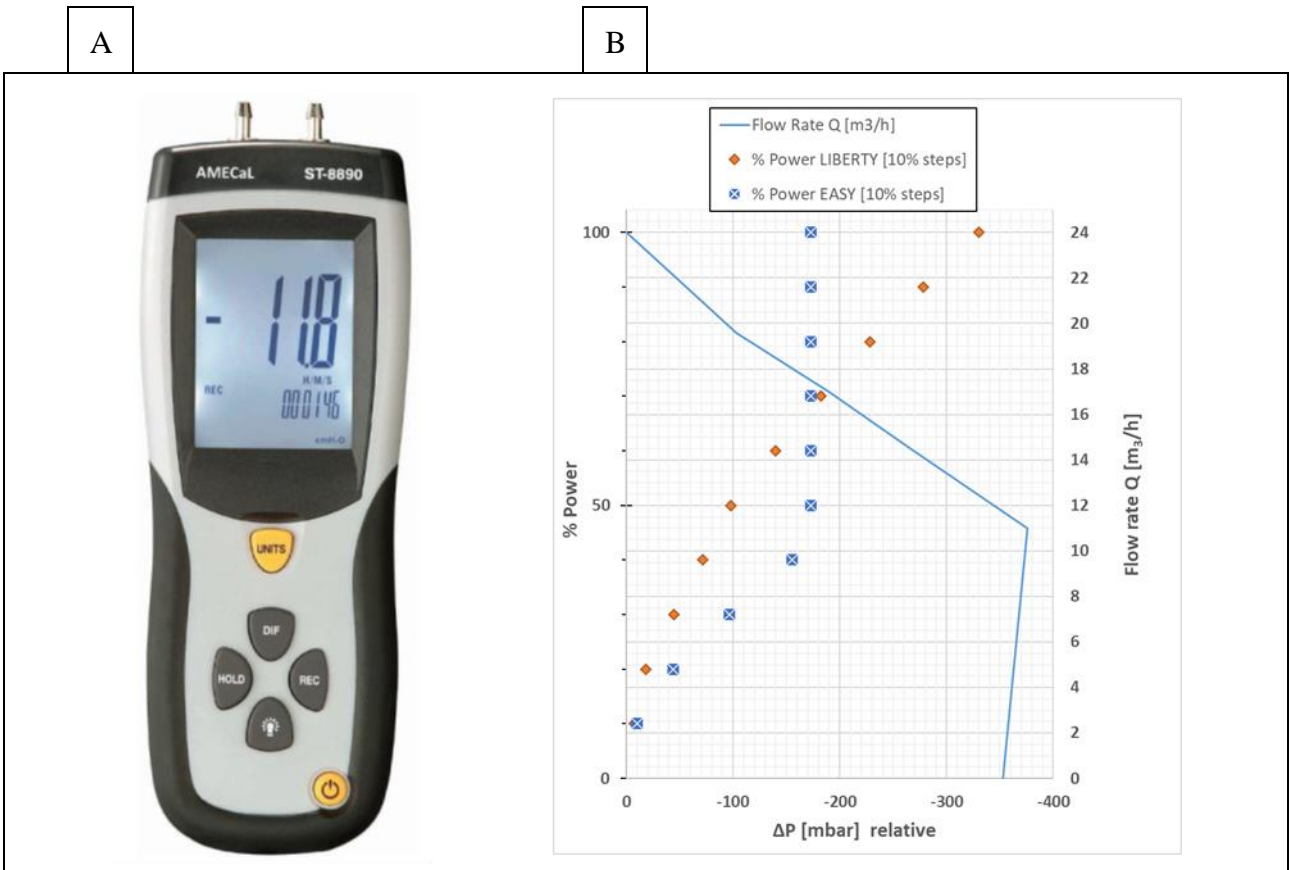 A
B
AMECaL ST-8890
- 11.8
H/M/S
REC
000146
cmH2O
UNITS
DIF
HOLD REC
Flow Rate Q [m3/h]
% Power LIBERTY [10% steps]
% Power EASY [10% steps]
100
50
0
% Power
24
22
20
18
16
14
12
10
8
6
4
2
0
Flow rate Q [m₃/h]
0 -100 -200 -300 -400
ΔP [mbar] relative